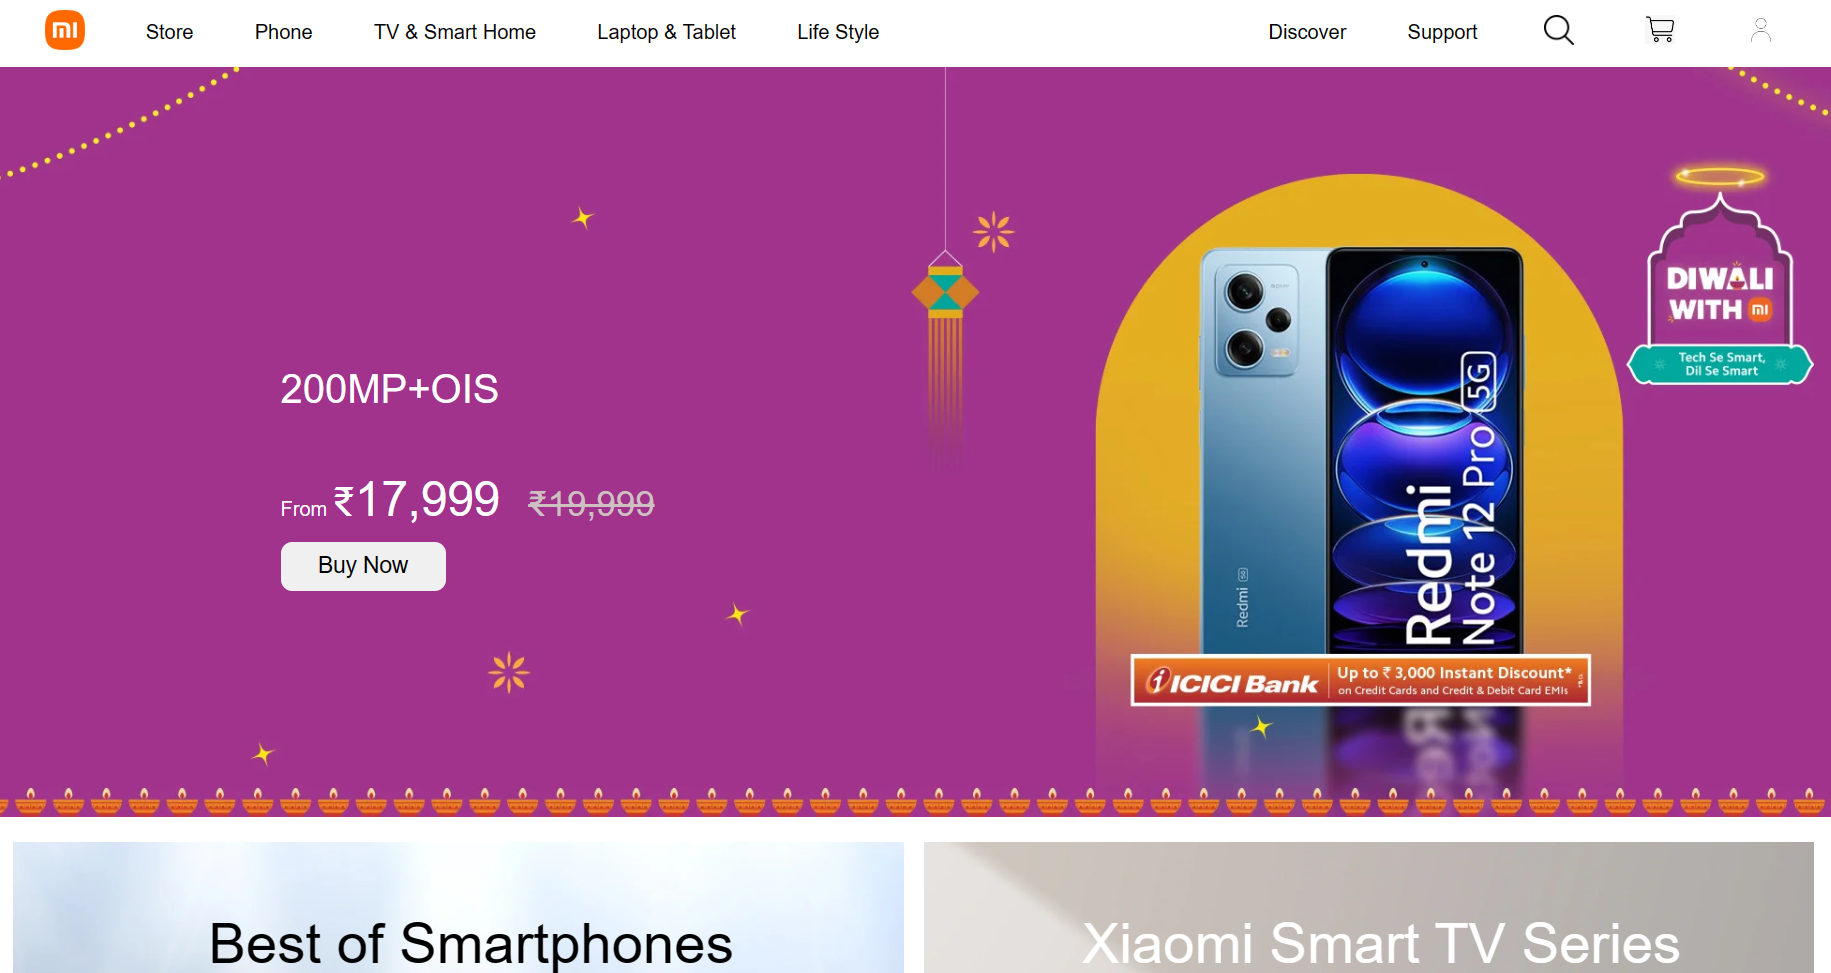 Store
Phone
TV & Smart Home
Laptop & Tablet
Life Style
Discover
Support
200MP+OIS
From ₹17,999 ₹19,999
Buy Now
DIWALI
WITH
Tech Se Smart,
Dil Se Smart
Redmi
Note 12 Pro 5G
Redmi 5G
ICICI Bank
Up to ₹ 3,000 Instant Discount*
on Credit Cards and Credit & Debit Card EMIs
Best of Smartphones
Xiaomi Smart TV Series